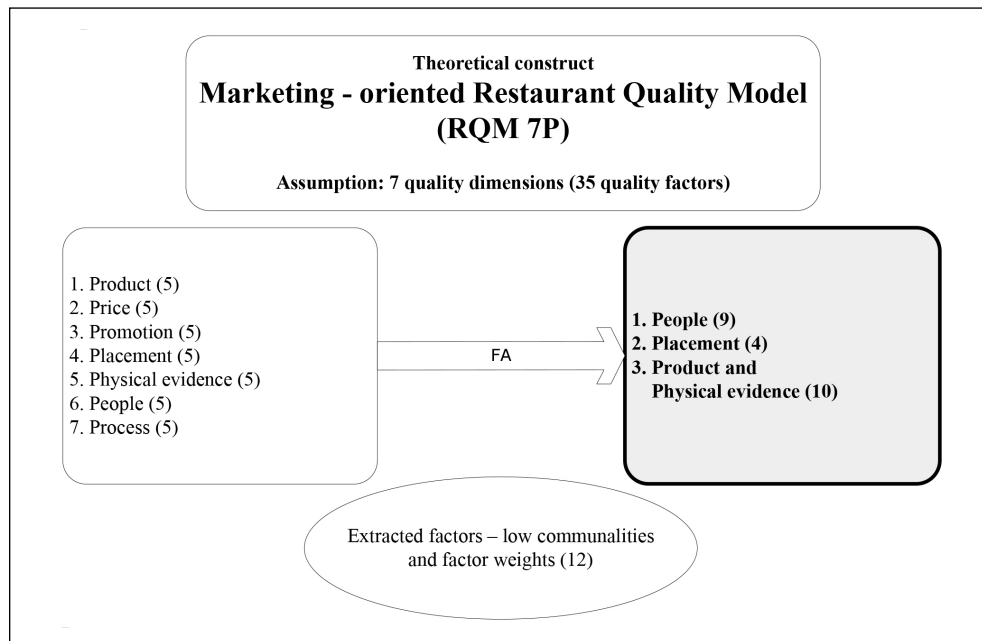 Theoretical construct
Marketing - oriented Restaurant Quality Model
(RQM 7P)
Assumption: 7 quality dimensions (35 quality factors)
1. Product (5)
2. Price (5)
3. Promotion (5)
4. Placement (5)
5. Physical evidence (5)
6. People (5)
7. Process (5)
FA
1. People (9)
2. Placement (4)
3. Product and
Physical evidence (10)
Extracted factors – low communalities
and factor weights (12)